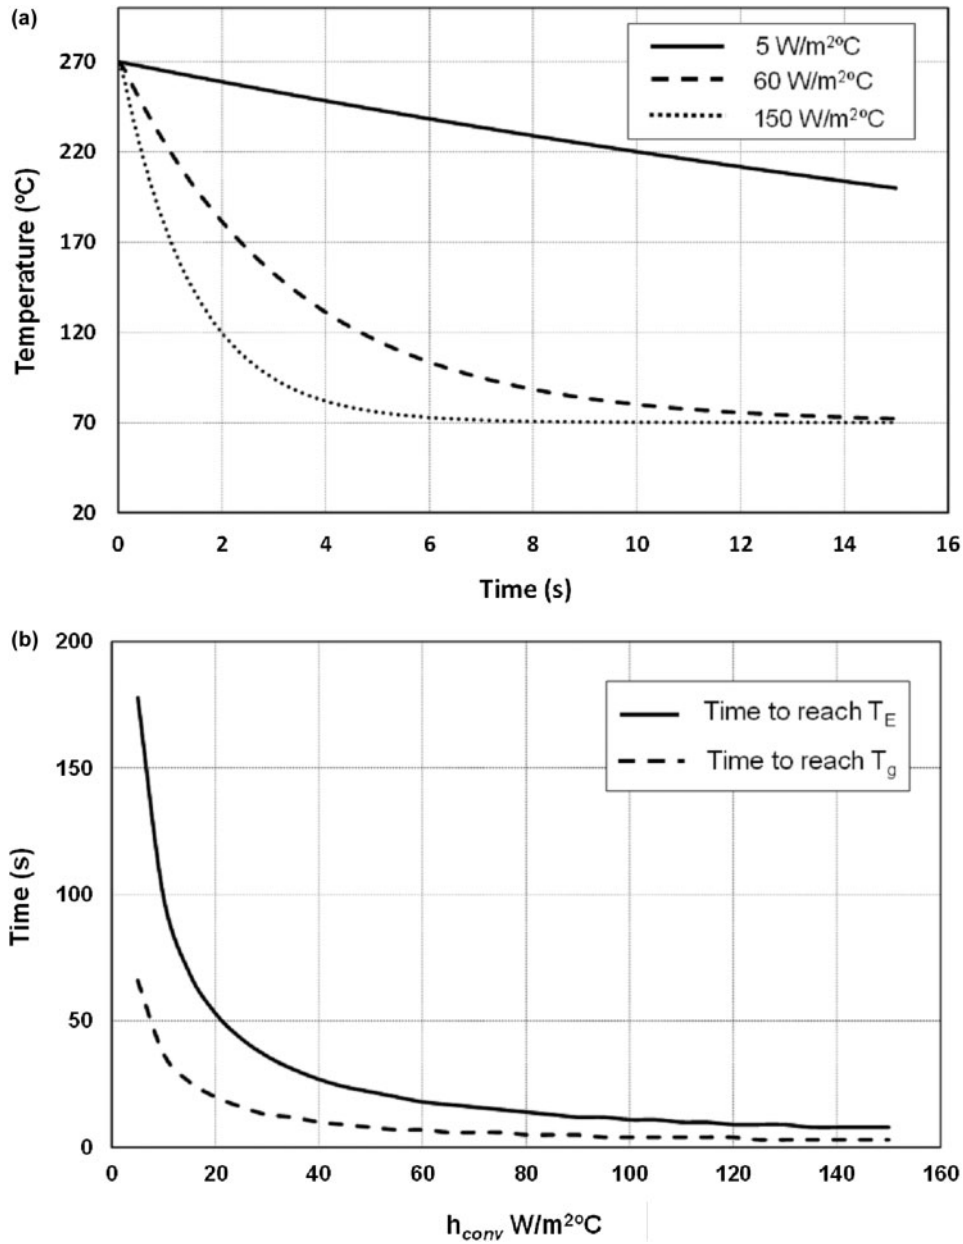 (a)
270
220
170
120
70
20
Temperature (ºC)
5 W/m²ºC
60 W/m²ºC
150 W/m²ºC
0 2 4 6 8 10 12 14 16
Time (s)
(b)
200
150
100
50
0
Time (s)
Time to reach T_E
Time to reach T_g
0 20 40 60 80 100 120 140 160
h_conv W/m²ºC